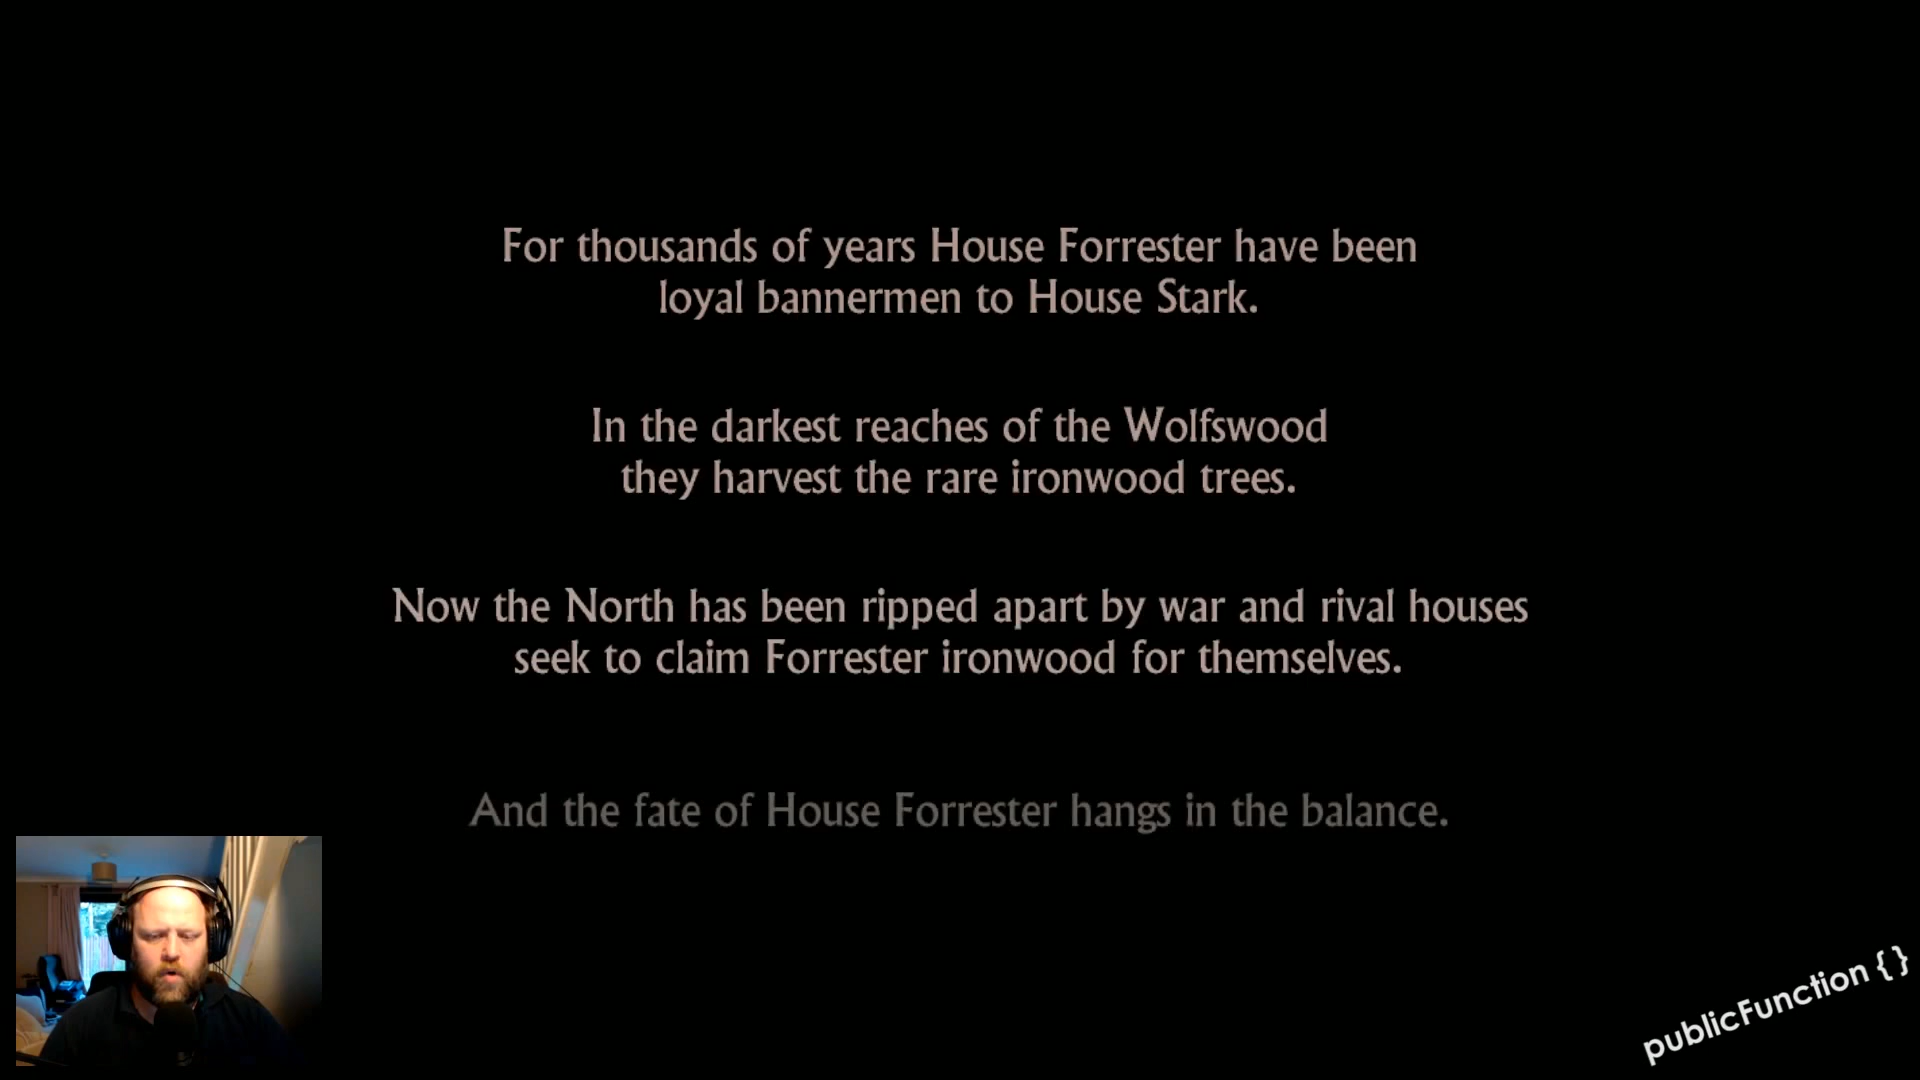 For thousands of years House Forrester have been
loyal bannermen to House Stark.
In the darkest reaches of the Wolfswood
they harvest the rare ironwood trees.
Now the North has been ripped apart by war and rival houses
seek to claim Forrester ironwood for themselves.
And the fate of House Forrester hangs in the balance.
publicFunction { }